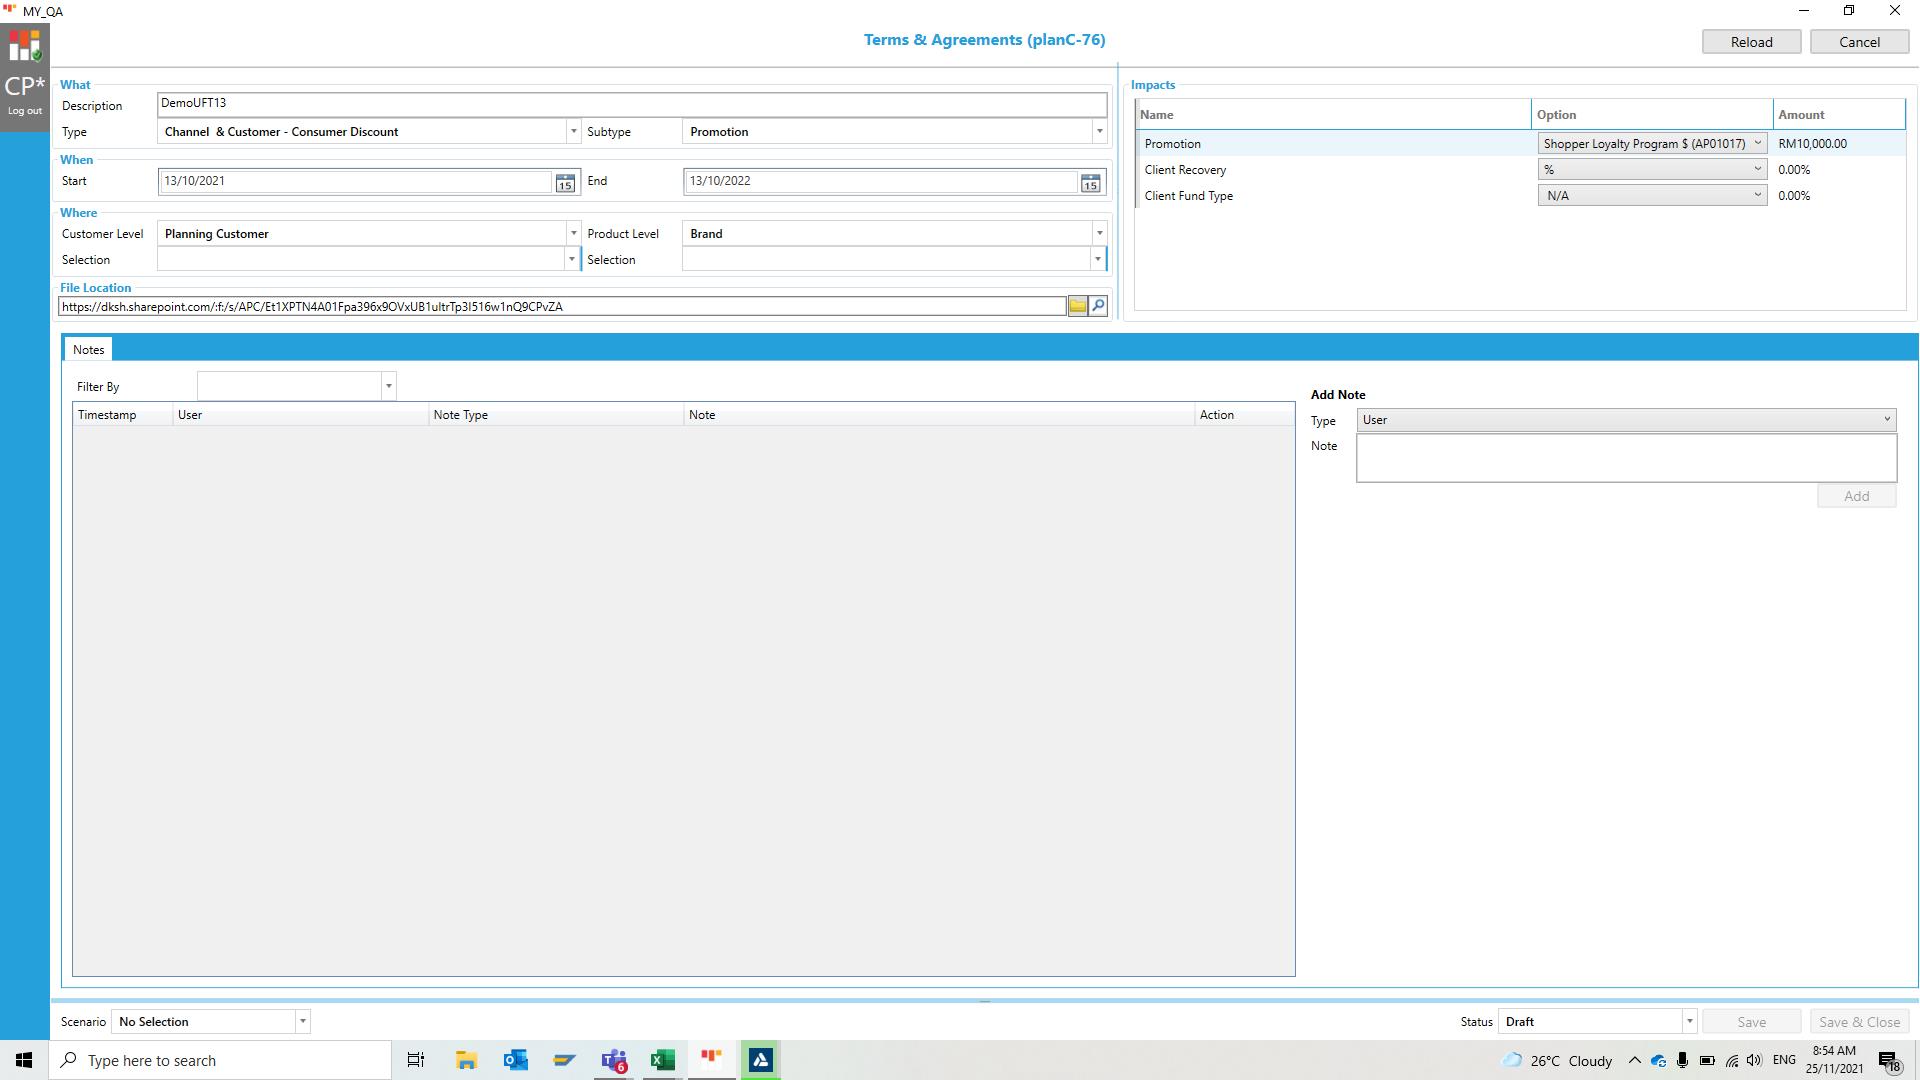 MY_QA
CP*
Log out
Terms & Agreements (planC-76)
Reload
Cancel
What
Description
DemoUFT13
Type
Channel & Customer - Consumer Discount
Subtype
Promotion
When
Start
13/10/2021
15
End
13/10/2022
15
Where
Customer Level
Planning Customer
Product Level
Brand
Selection
Selection
File Location
https://dksh.sharepoint.com/:f:/s/APC/Et1XPTN4A01Fpa396x9OVxUB1ultrTp3I516w1nQ9CPvZA
Impacts
Name Option Amount
Promotion Shopper Loyalty Program $ (AP01017) RM10,000.00
Client Recovery % 0.00%
Client Fund Type N/A 0.00%
Notes
Filter By
Timestamp User Note Type Note Action
Add Note
Type User
Note
Add
Scenario No Selection
Status Draft
Save
Save & Close
Type here to search
6
26°C Cloudy
ENG
8:54 AM
25/11/2021
18